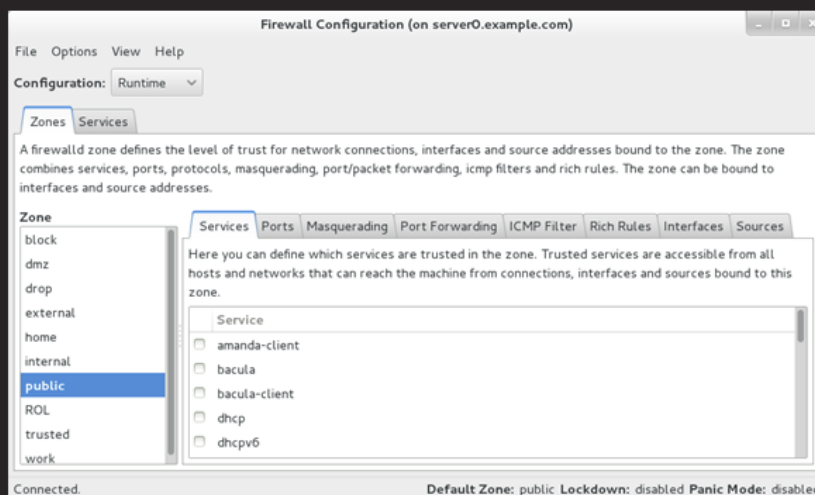 Firewall Configuration (on server0.example.com)
File Options View Help
Configuration: Runtime
Zones Services
A firewalld zone defines the level of trust for network connections, interfaces and source addresses bound to the zone. The zone
combines services, ports, protocols, masquerading, port/packet forwarding, icmp filters and rich rules. The zone can be bound to
interfaces and source addresses.
Zone
block
dmz
drop
external
home
internal
public
ROL
trusted
work
Services Ports Masquerading Port Forwarding ICMP Filter Rich Rules Interfaces Sources
Here you can define which services are trusted in the zone. Trusted services are accessible from all
hosts and networks that can reach the machine from connections, interfaces and sources bound to this
zone.
Service
amanda-client
bacula
bacula-client
dhcp
dhcpv6
Connected.
Default Zone: public Lockdown: disabled Panic Mode: disabled